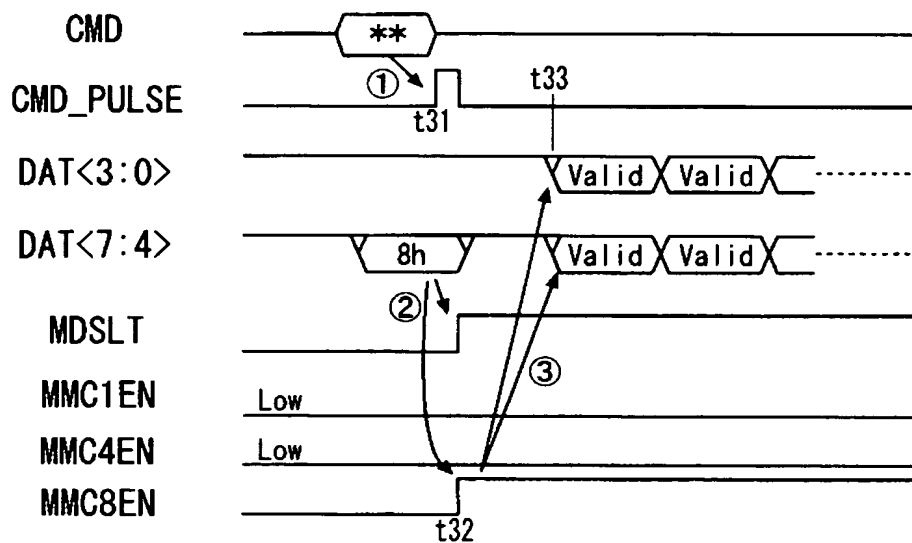 CMD **
① t33
CMD_PULSE t31
DAT<3:0> Valid Valid
DAT<7:4> 8h Valid Valid
②
MDSLT
③
MMC1EN Low
MMC4EN Low
MMC8EN
t32